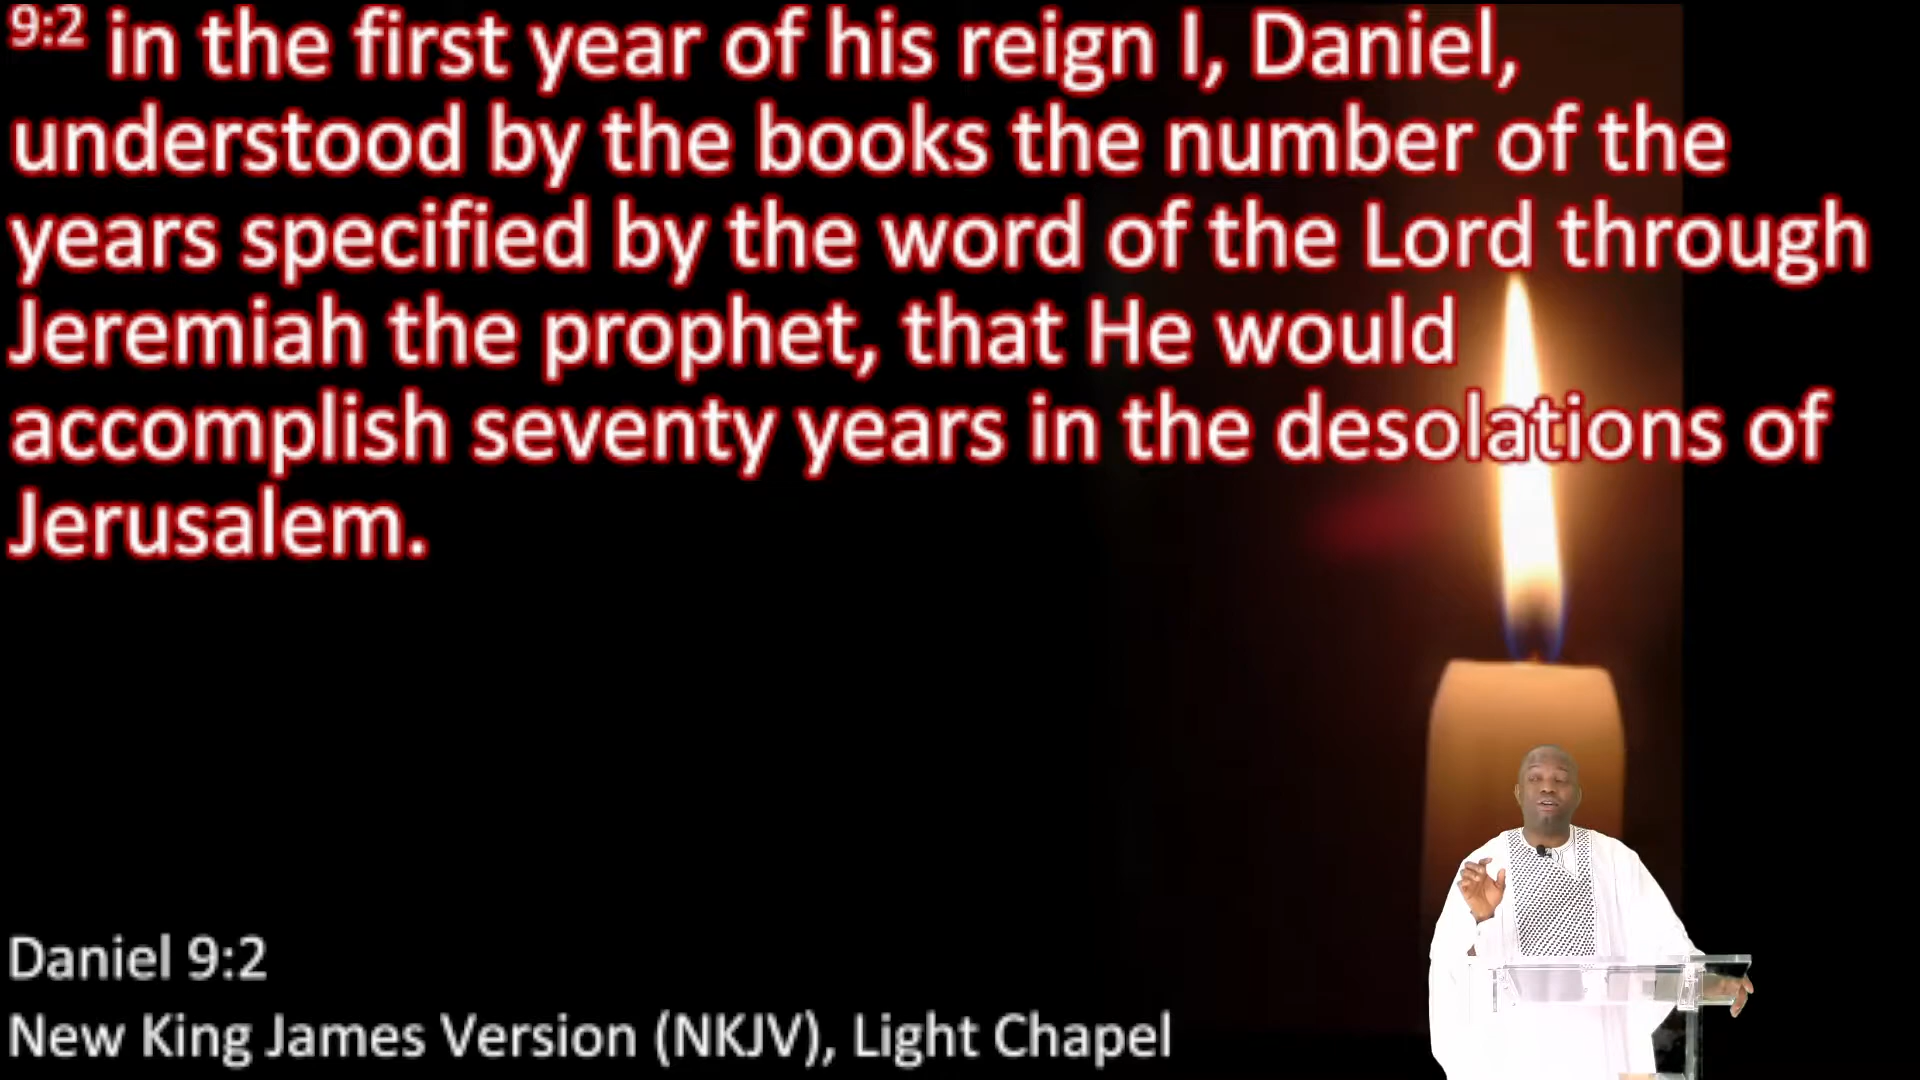 9:2 in the first year of his reign I, Daniel,
understood by the books the number of the
years specified by the word of the Lord through
Jeremiah the prophet, that He would
accomplish seventy years in the desolations of
Jerusalem.
Daniel 9:2
New King James Version (NKJV), Light Chapel